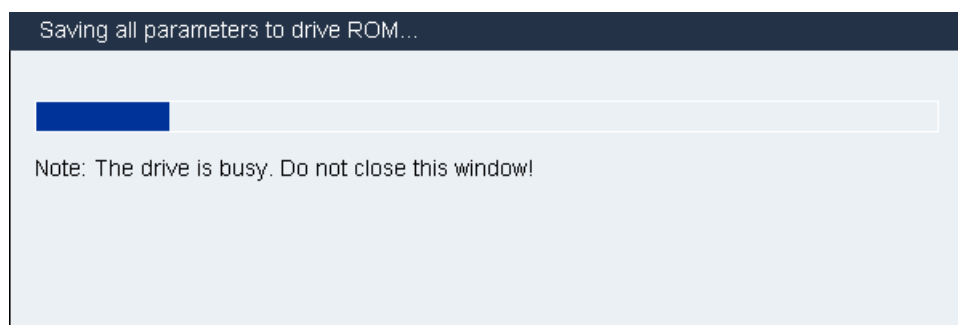 Saving all parameters to drive ROM...
Note: The drive is busy. Do not close this window!